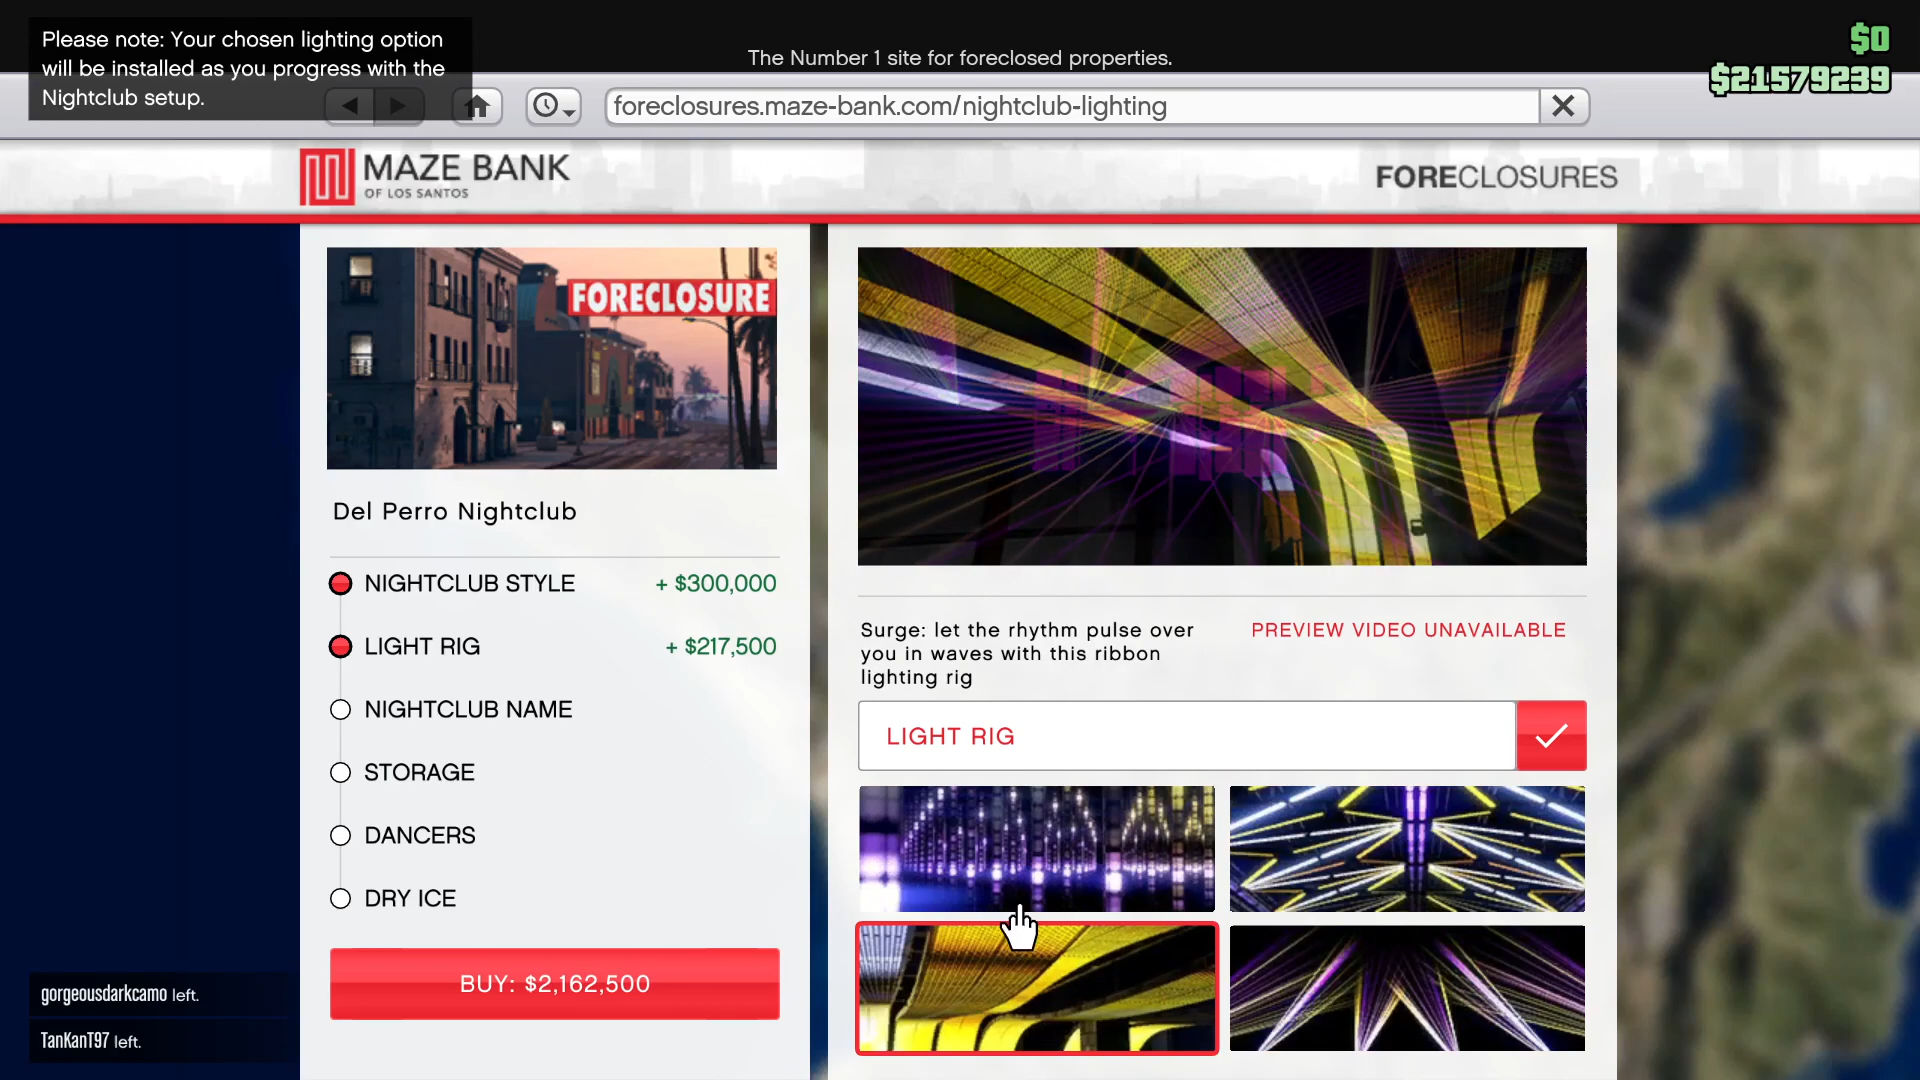 Please note: Your chosen lighting option
will be installed as you progress with the
Nightclub setup.
The Number 1 site for foreclosed properties.
$0
$21579239
foreclosures.maze-bank.com/nightclub-lighting
MAZE BANK
OF LOS SANTOS
FORECLOSURES
FORECLOSURE
Del Perro Nightclub
NIGHTCLUB STYLE + $300,000
LIGHT RIG + $217,500
NIGHTCLUB NAME
STORAGE
DANCERS
DRY ICE
BUY: $2,162,500
Surge: let the rhythm pulse over
you in waves with this ribbon
lighting rig
PREVIEW VIDEO UNAVAILABLE
LIGHT RIG
gorgeousdarkcamo left.
TanKanT97 left.